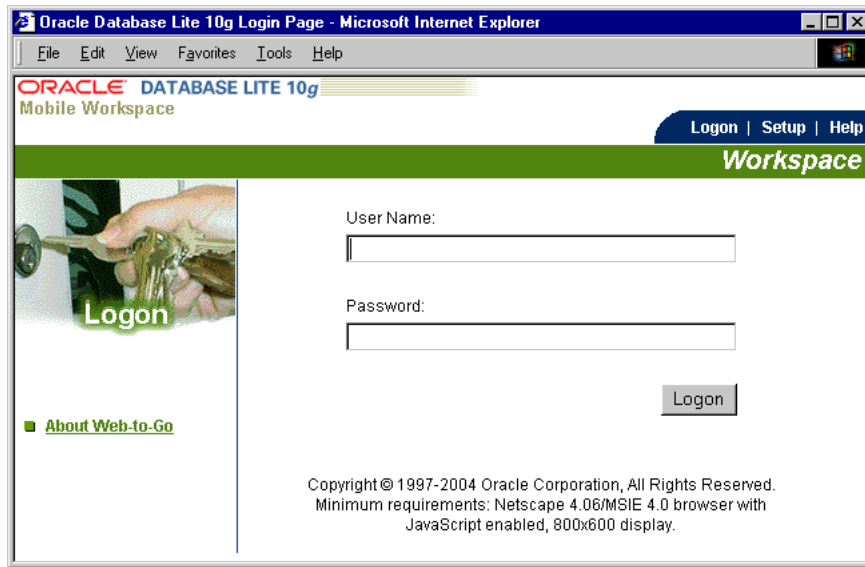 Oracle Database Lite 10g Login Page - Microsoft Internet Explorer
File Edit View Favorites Tools Help
ORACLE DATABASE LITE 10g
Mobile Workspace
Logon | Setup | Help
Workspace
User Name:
Logon
Password:
Logon
About Web-to-Go
Copyright © 1997-2004 Oracle Corporation, All Rights Reserved.
Minimum requirements: Netscape 4.06/MSIE 4.0 browser with
JavaScript enabled, 800x600 display.